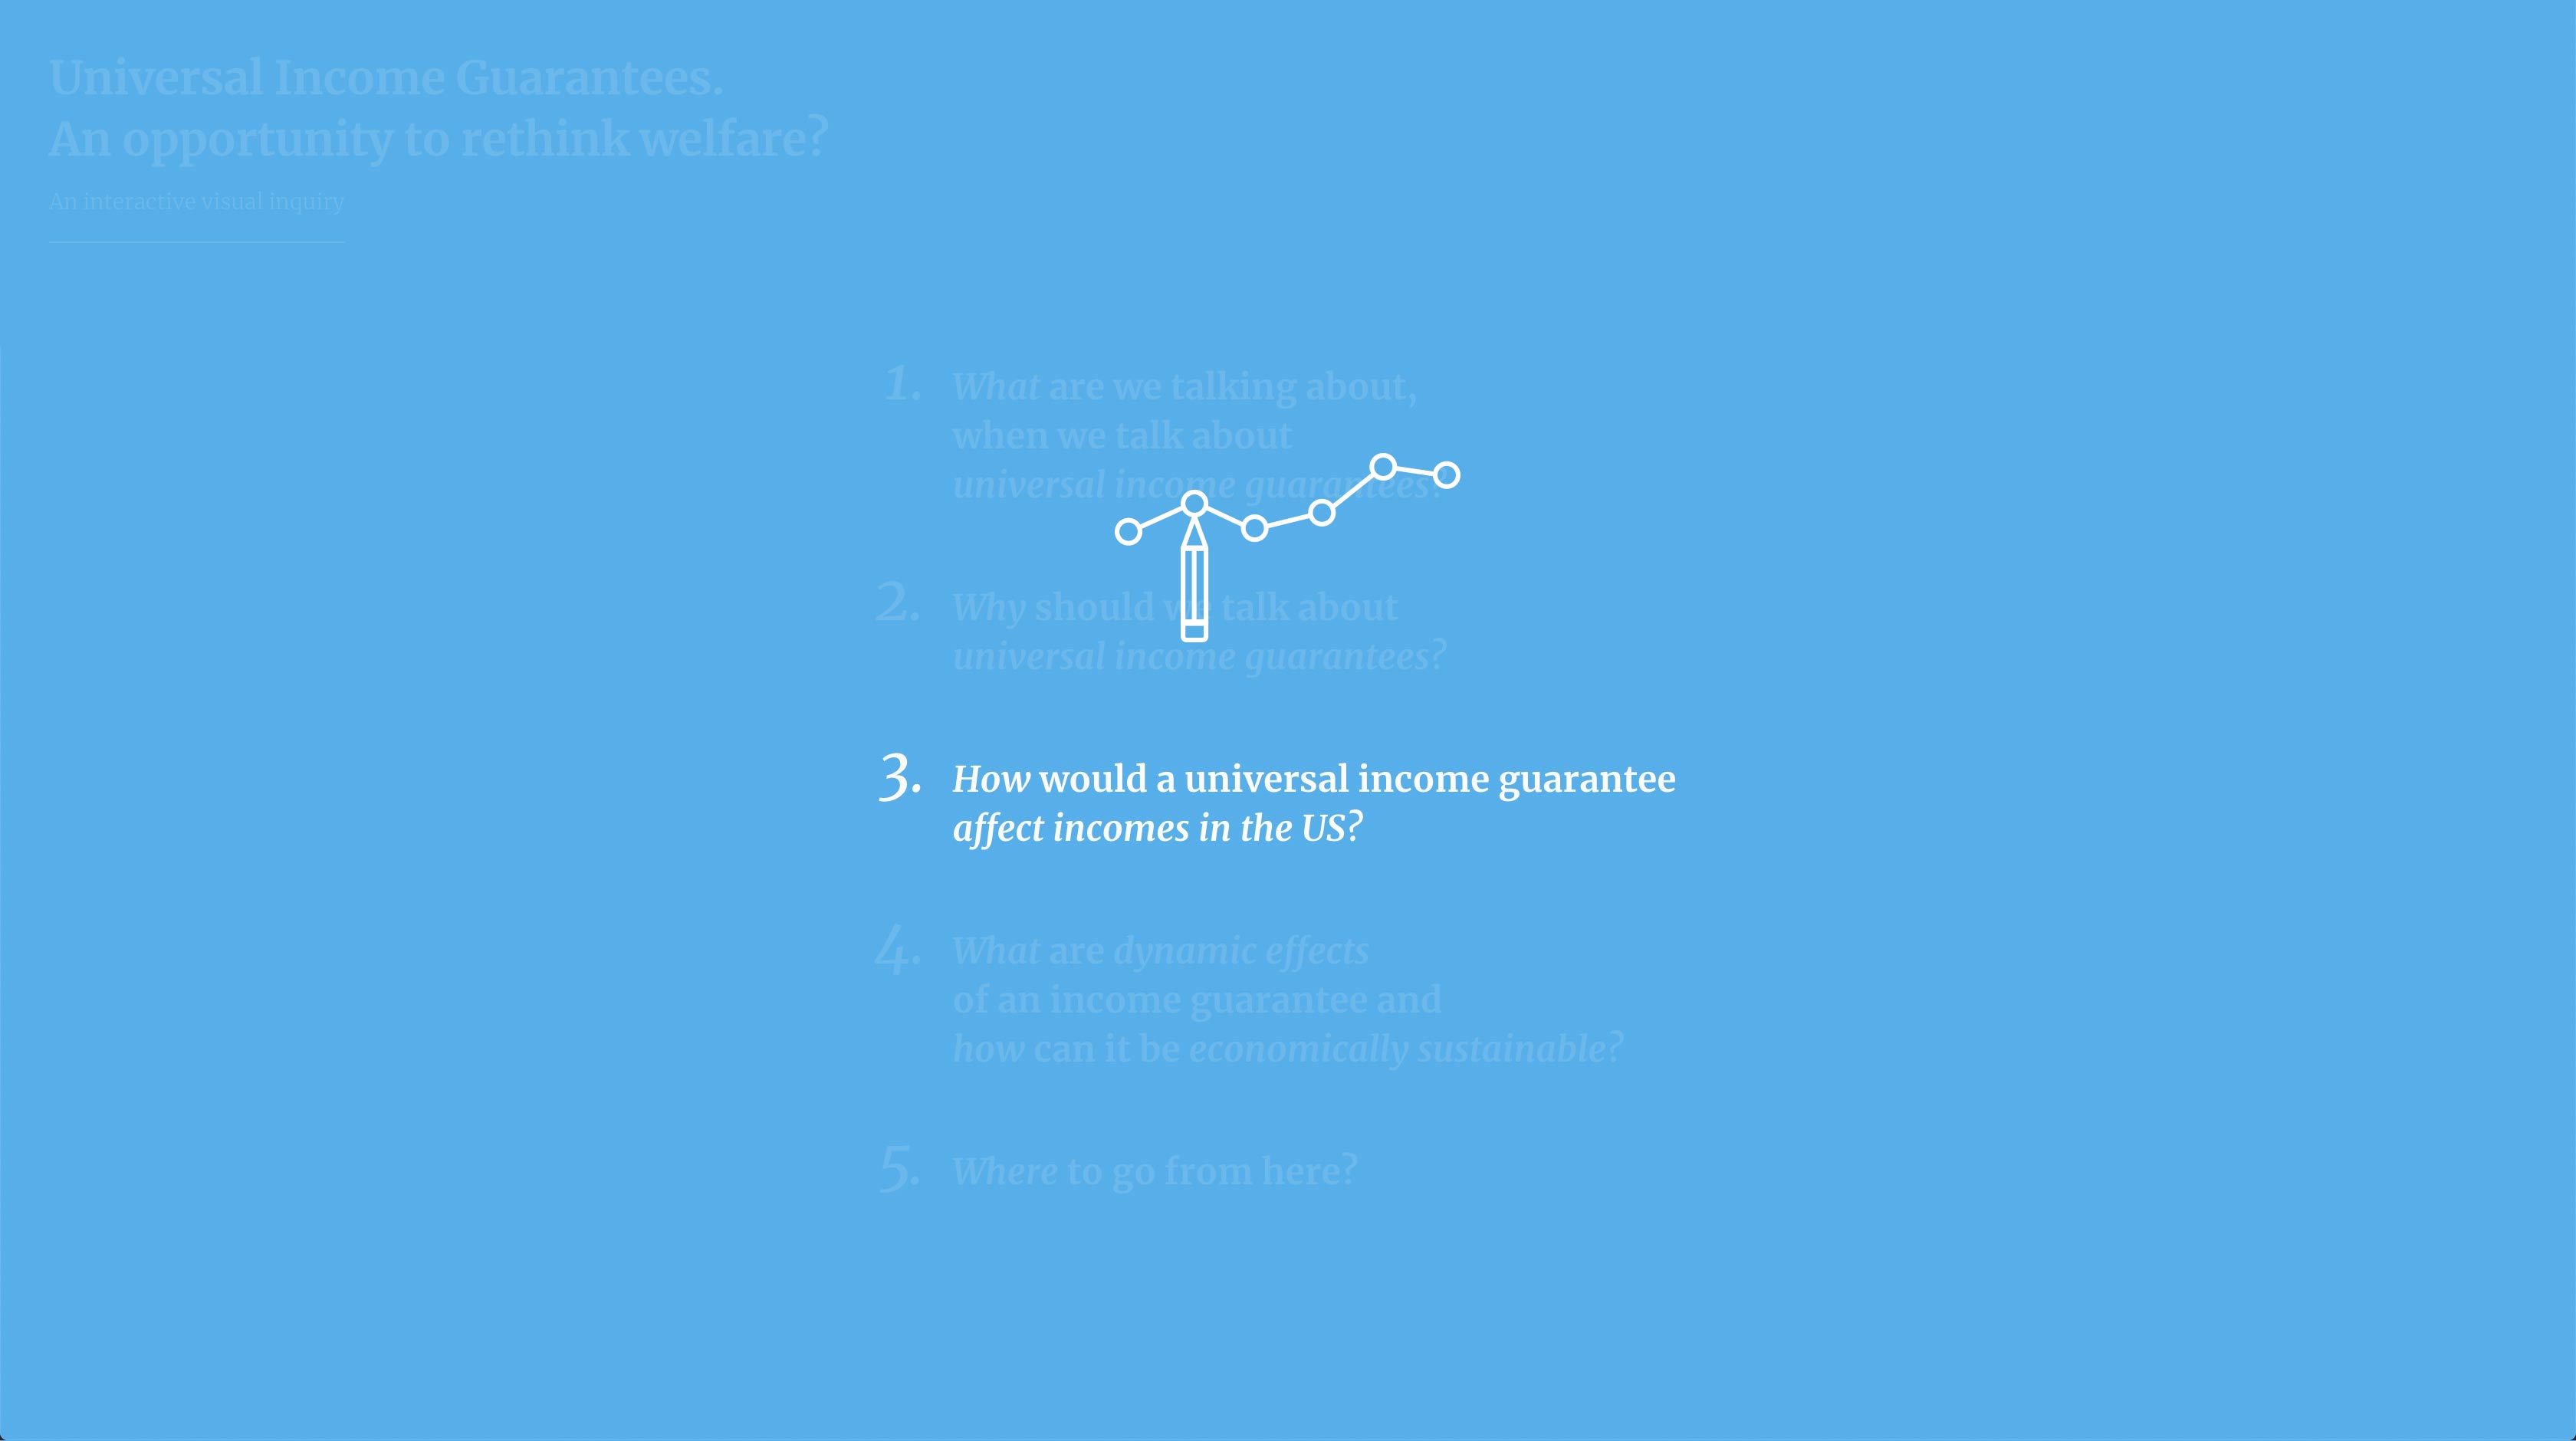 Universal Income Guarantees.
An opportunity to rethink welfare?
An interactive visual inquiry
1. What are we talking about,
when we talk about
universal income guarantees?
2. Why should we talk about
universal income guarantees?
3. How would a universal income guarantee
affect incomes in the US?
4. What are dynamic effects
of an income guarantee and
how can it be economically sustainable?
5. Where to go from here?